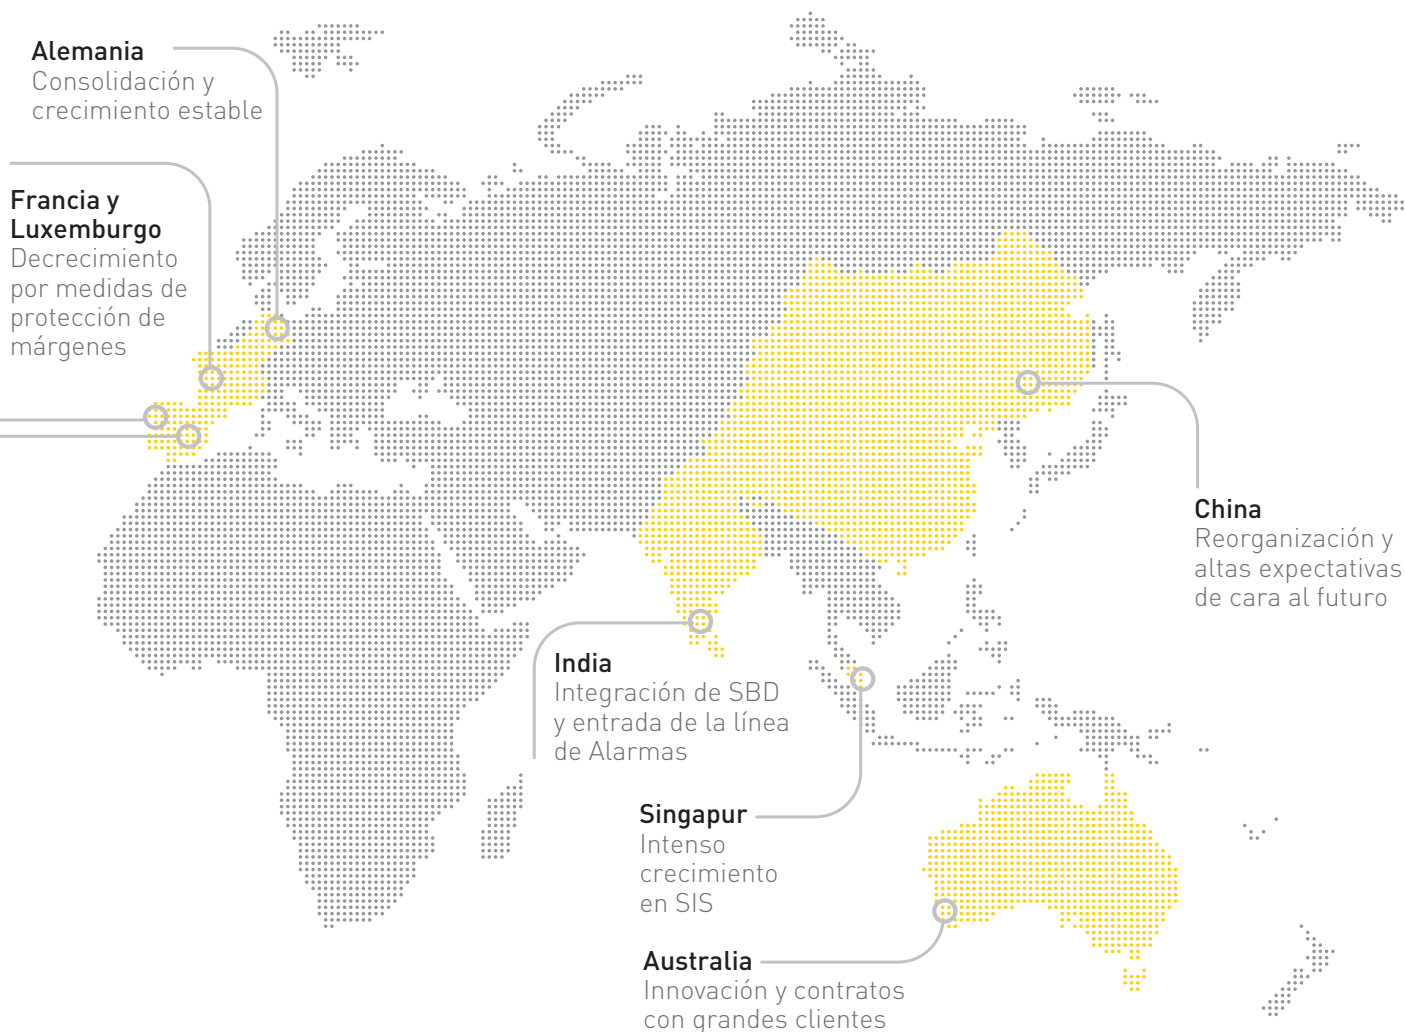 Alemania
Consolidación y
crecimiento estable
Francia y
Luxemburgo
Decrecimiento
por medidas de
protección de
márgenes
China
Reorganización y
altas expectativas
de cara al futuro
India
Integración de SBD
y entrada de la línea
de Alarmas
Singapur
Intenso
crecimiento
en SIS
Australia
Innovación y contratos
con grandes clientes